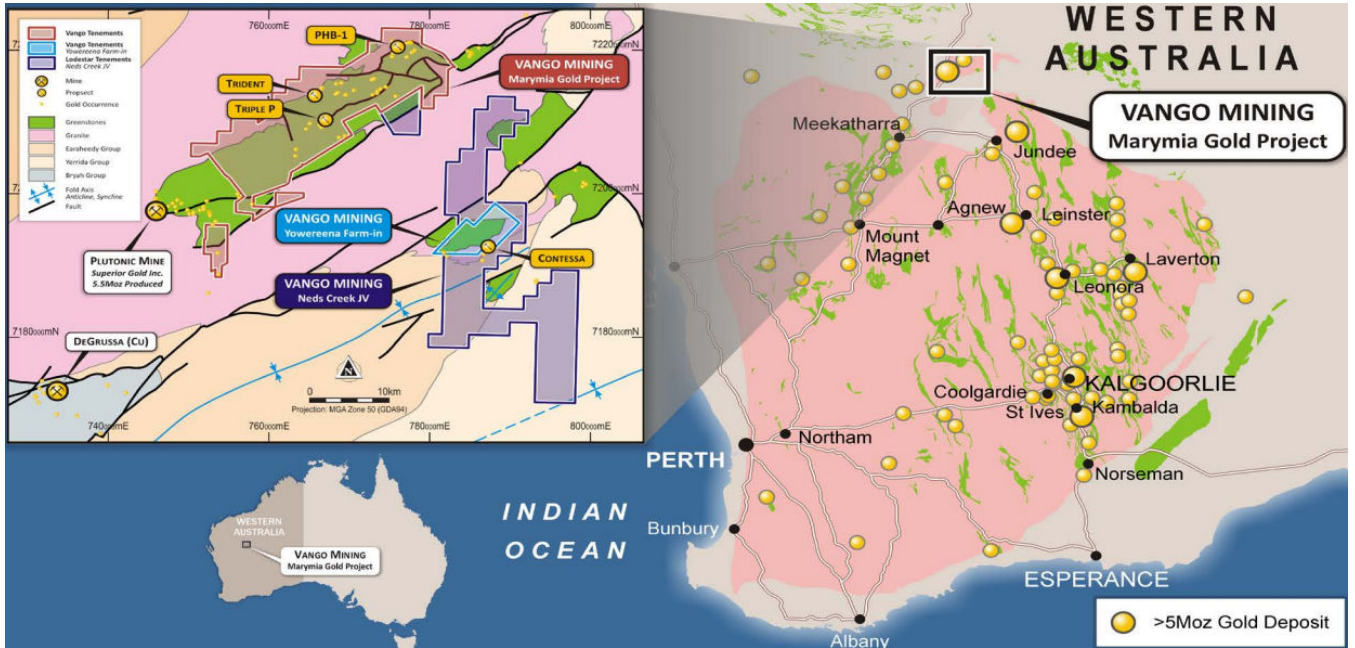 760000mE
780000mE
800000mE
7220000mN
7200000mN
7180000mN
7180000mN
740000mE
760000mE
780000mE
800000mE
Vango Tenements
Vango Tenements
Yowereena Farm-in
Lodestar Tenements
Neds Creek JV
Mine
Propsect
Gold Occurrence
Greenstones
Granite
Earaheedy Group
Yerrida Group
Bryah Group
Fold Axis
Anticline, Syncline
Fault
PHB-1
TRIDENT
TRIPLE P
VANGO MINING
Marymia Gold Project
VANGO MINING
Yowereena Farm-in
CONTESSA
VANGO MINING
Neds Creek JV
PLUTONIC MINE
Superior Gold Inc.
5.5Moz Produced
DEGRUSSA (CU)
N
0 10km
Projection: MGA Zone 50 (GDA94)
WESTERN
AUSTRALIA
VANGO MINING
Marymia Gold Project
Meekatharra
Jundee
Agnew
Leinster
Mount
Magnet
Laverton
Leonora
Coolgardie
KALGOORLIE
St Ives
Kambalda
Northam
PERTH
Norseman
Bunbury
INDIAN
OCEAN
ESPERANCE
Albany
WESTERN
AUSTRALIA
VANGO MINING
Marymia Gold Project
>5Moz Gold Deposit